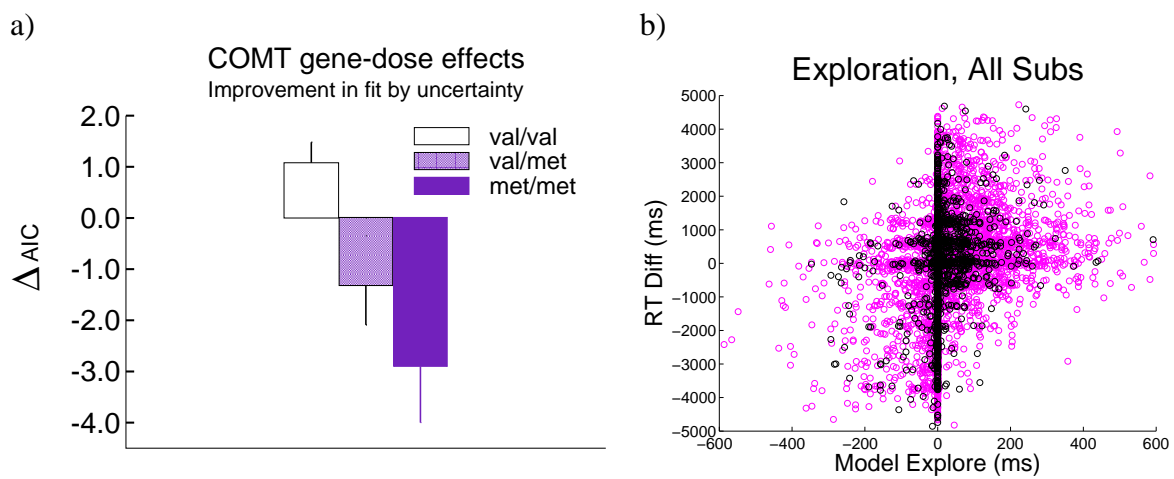 a)
COMT gene-dose effects
Improvement in fit by uncertainty
2.0
1.0
0.0
-1.0
-2.0
-3.0
-4.0
Δ AIC
val/val
val/met
met/met
b)
Exploration, All Subs
5000
4000
3000
2000
1000
0
−1000
−2000
−3000
−4000
−5000
RT Diff (ms)
−600 −400 −200 0 200 400 600
Model Explore (ms)